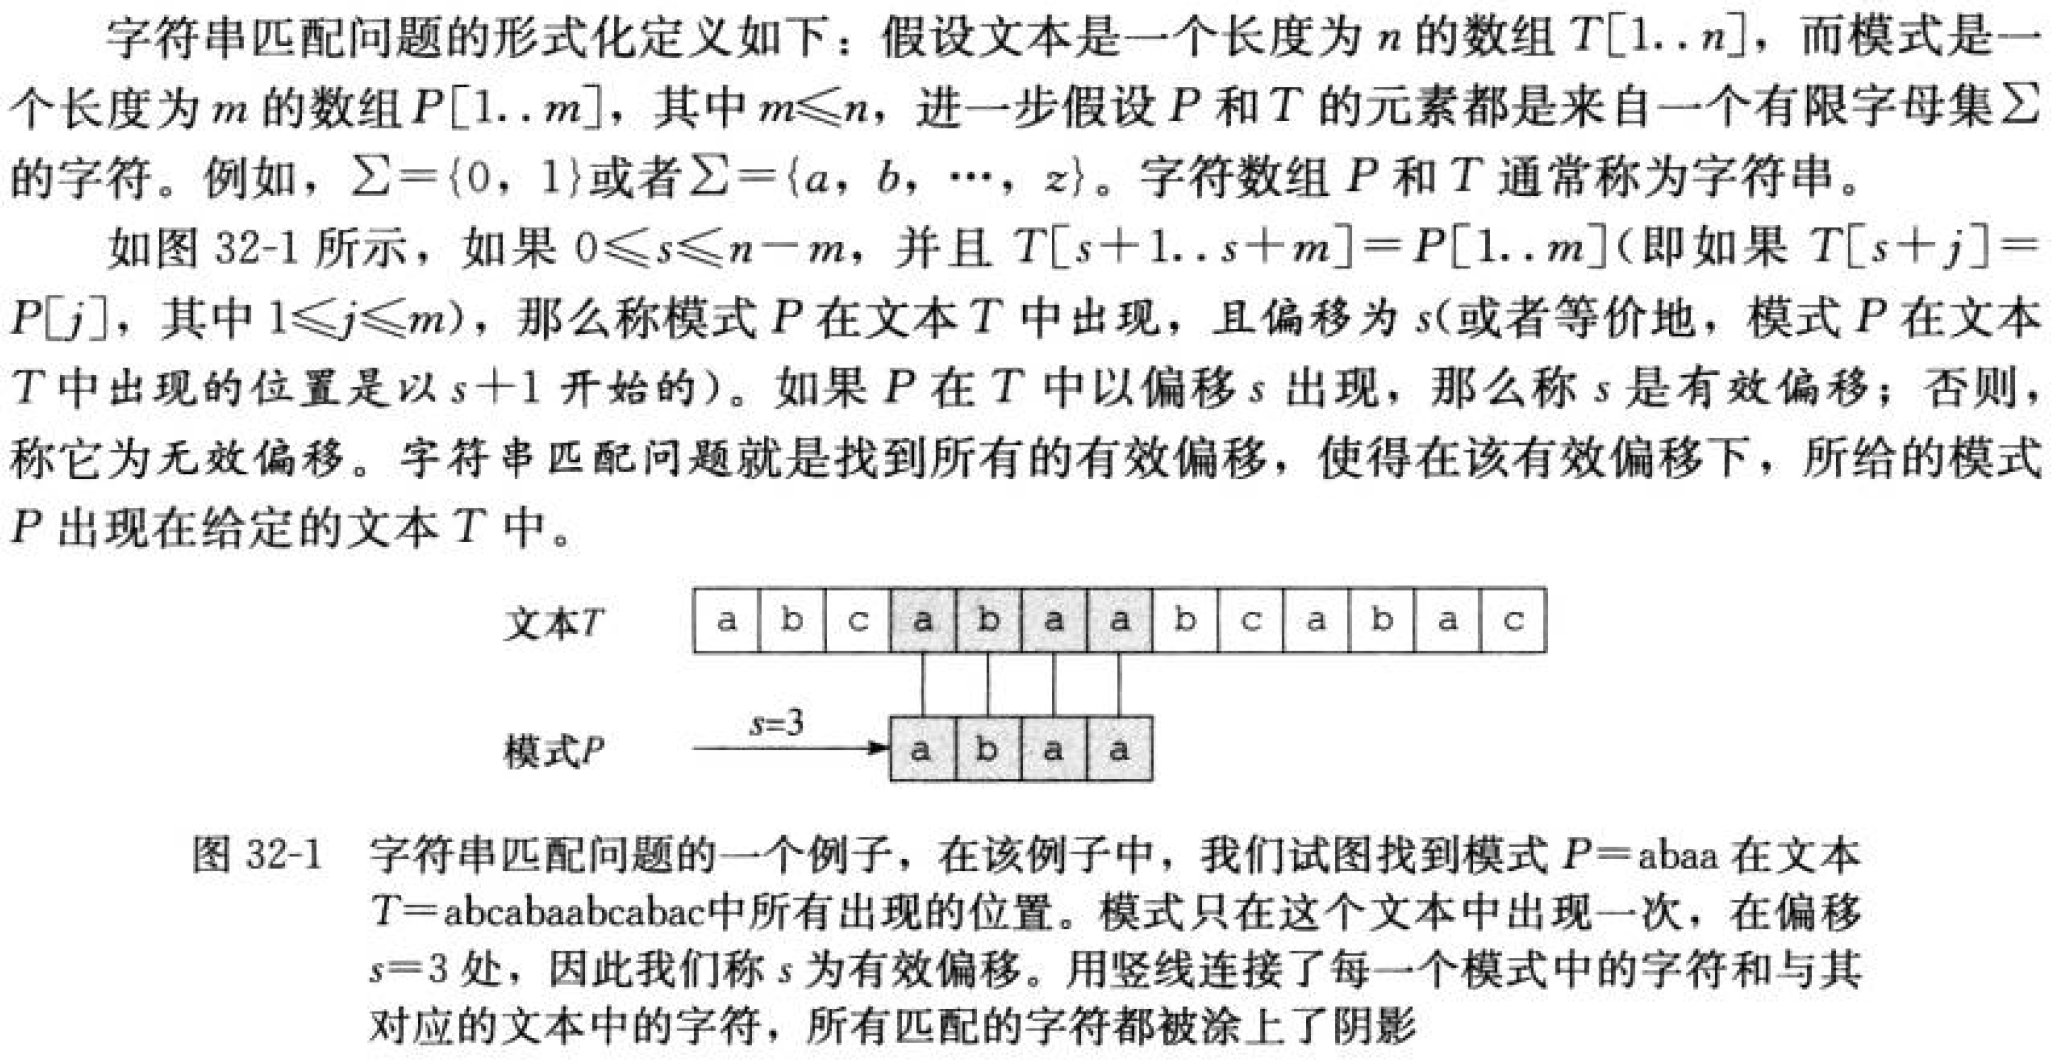 字符串匹配问题的形式化定义如下：假设文本是一个长度为 n 的数组 T[1..n]，而模式是一
个长度为 m 的数组 P[1..m]，其中 m≤n，进一步假设 P 和 T 的元素都是来自一个有限字母集∑
的字符。例如，∑={0，1}或者∑={a，b，…，z}。字符数组 P 和 T 通常称为字符串。
如图 32-1 所示，如果 0≤s≤n－m，并且 T[s＋1..s＋m]＝P[1..m](即如果 T[s＋j]＝
P[j]，其中 1≤j≤m)，那么称模式 P 在文本 T 中出现，且偏移为 s(或者等价地，模式 P 在文本
T 中出现的位置是以 s＋1 开始的)。如果 P 在 T 中以偏移 s 出现，那么称 s 是有效偏移；否则，
称它为无效偏移。字符串匹配问题就是找到所有的有效偏移，使得在该有效偏移下，所给的模式
P 出现在给定的文本 T 中。
文本T a b c a b a a b c a b a c
s=3
模式P a b a a
图 32-1 字符串匹配问题的一个例子，在该例子中，我们试图找到模式 P＝abaa 在文本
T＝abcabaabcabac中所有出现的位置。模式只在这个文本中出现一次，在偏移
s＝3 处，因此我们称 s 为有效偏移。用竖线连接了每一个模式中的字符和与其
对应的文本中的字符，所有匹配的字符都被涂上了阴影